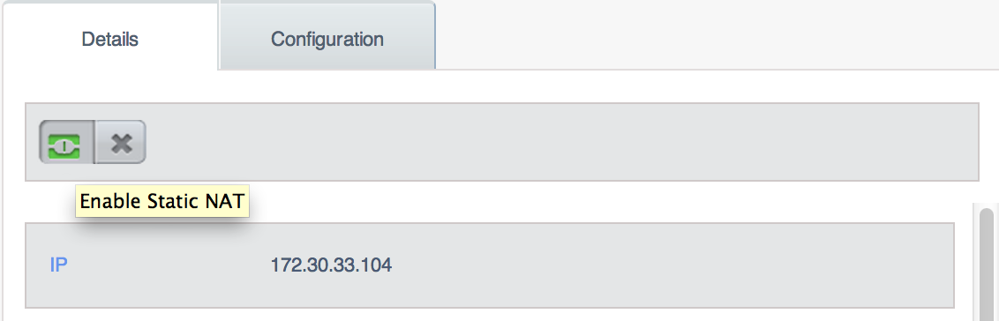 Details Configuration
Enable Static NAT
IP 172.30.33.104